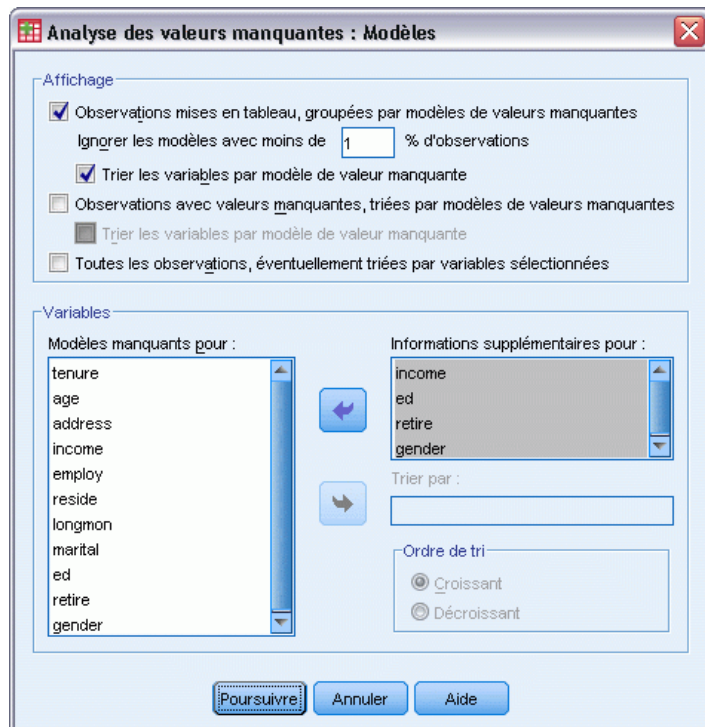 Analyse des valeurs manquantes : Modèles
Affichage
Observations mises en tableau, groupées par modèles de valeurs manquantes
Ignorer les modèles avec moins de 1 % d'observations
Trier les variables par modèle de valeur manquante
Observations avec valeurs manquantes, triées par modèles de valeurs manquantes
Trier les variables par modèle de valeur manquante
Toutes les observations, éventuellement triées par variables sélectionnées
Variables
Modèles manquants pour :
tenure
age
address
income
employ
reside
longmon
marital
ed
retire
gender
Informations supplémentaires pour :
income
ed
retire
gender
Trier par :
Ordre de tri
Croissant
Décroissant
Poursuivre
Annuler
Aide